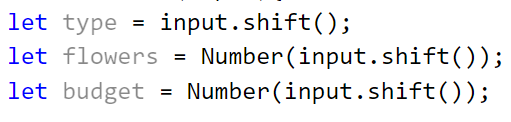 let type = input.shift();
let flowers = Number(input.shift());
let budget = Number(input.shift());